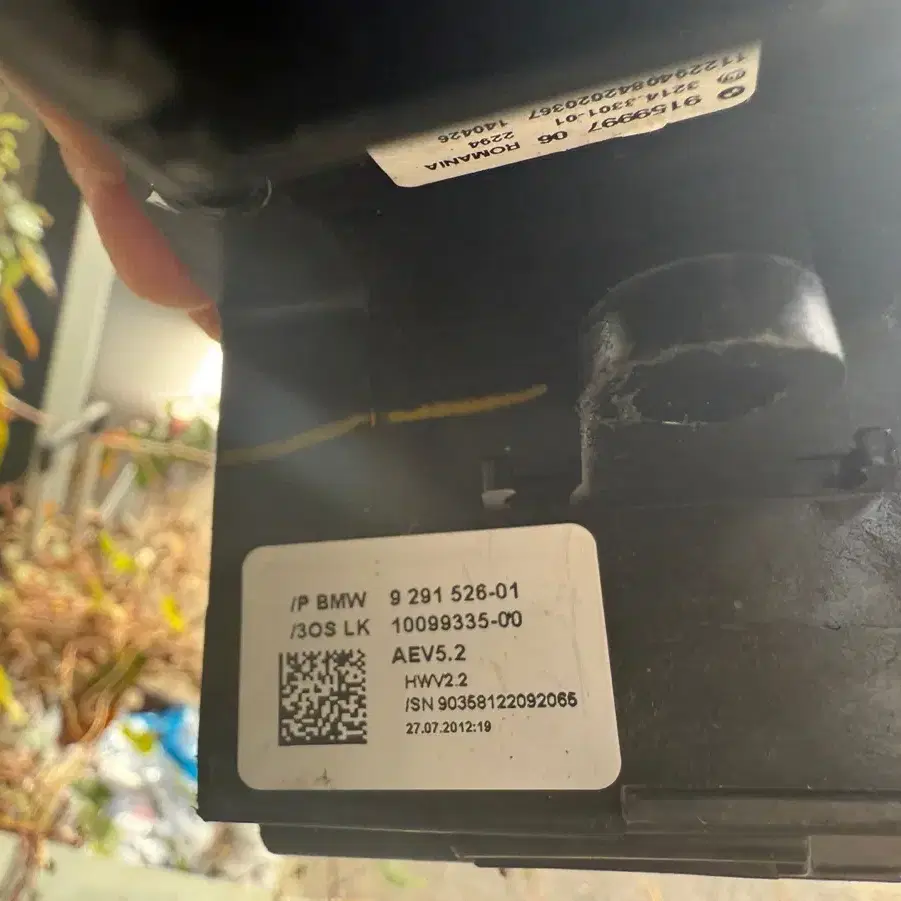 9159997 06 ROMANIA
3214.3301-01 2294
1122940842020367 140426
/P BMW 9 291 526-01
/3OS LK 10099335-00
AEV5.2
HWV2.2
/SN 90358122092065
27.07.2012:19